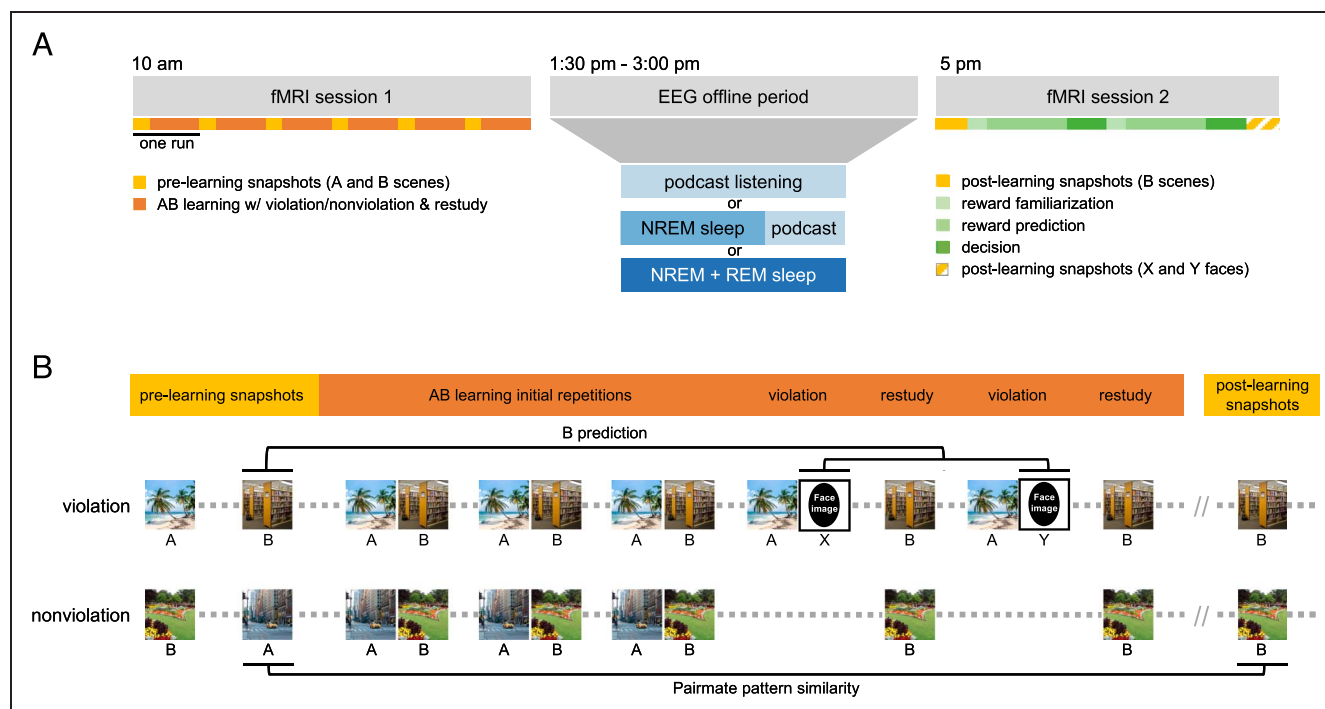 A
10 am
1:30 pm - 3:00 pm
5 pm
fMRI session 1
EEG offline period
fMRI session 2
one run
pre-learning snapshots (A and B scenes)
AB learning w/ violation/nonviolation & restudy
podcast listening
or
NREM sleep
podcast
or
NREM + REM sleep
post-learning snapshots (B scenes)
reward familiarization
reward prediction
decision
post-learning snapshots (X and Y faces)
B
pre-learning snapshots
AB learning initial repetitions
violation
restudy
violation
restudy
post-learning
snapshots
B prediction
violation
Face
image
Face
image
//
A B A B A B A B A X B A Y B B
nonviolation
//
B A A B A B A B B B B
Pairmate pattern similarity